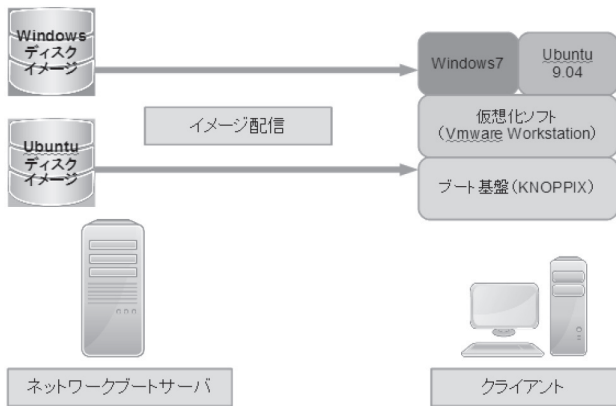 Windows
ディスク
イメージ
Windows7
Ubuntu
9.04
イメージ配信
仮想化ソフト
(Vmware Workstation)
Ubuntu
ディスク
イメージ
ブート基盤(KNOPPIX)
ネットワークブートサーバ
クライアント